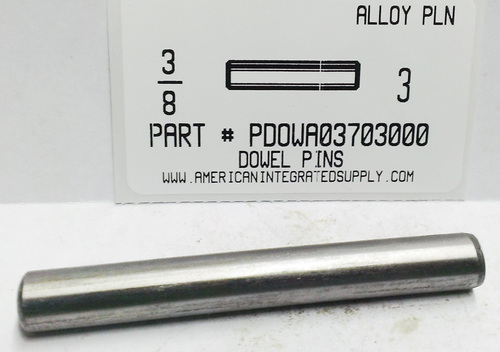 ALLOY PLN
3
8
3
PART # PDOWA03703000
DOWEL PINS
WWW.AMERICANINTEGRATEDSUPPLY.COM